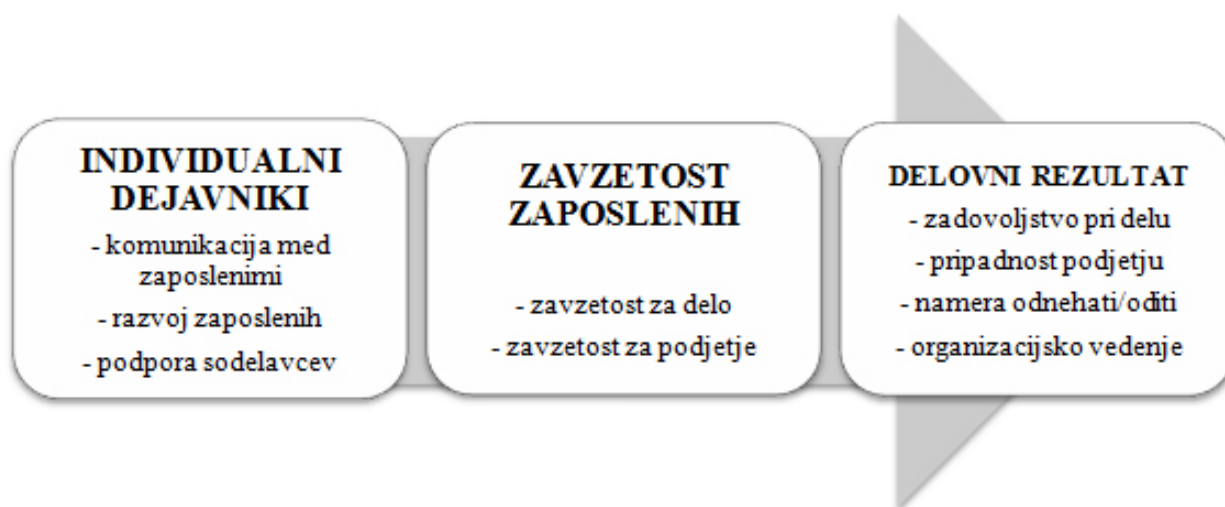 INDIVIDUALNI
DEJAVNIKI
- komunikacija med
zaposlenimi
- razvoj zaposlenih
- podpora sodelavcev
ZAVZETOST
ZAPOSLENIH
- zavzetost za delo
- zavzetost za podjetje
DELOVNI REZULTAT
- zadovoljstvo pri delu
- pripadnost podjetju
- namera odnehati/oditi
- organizacijsko vedenje